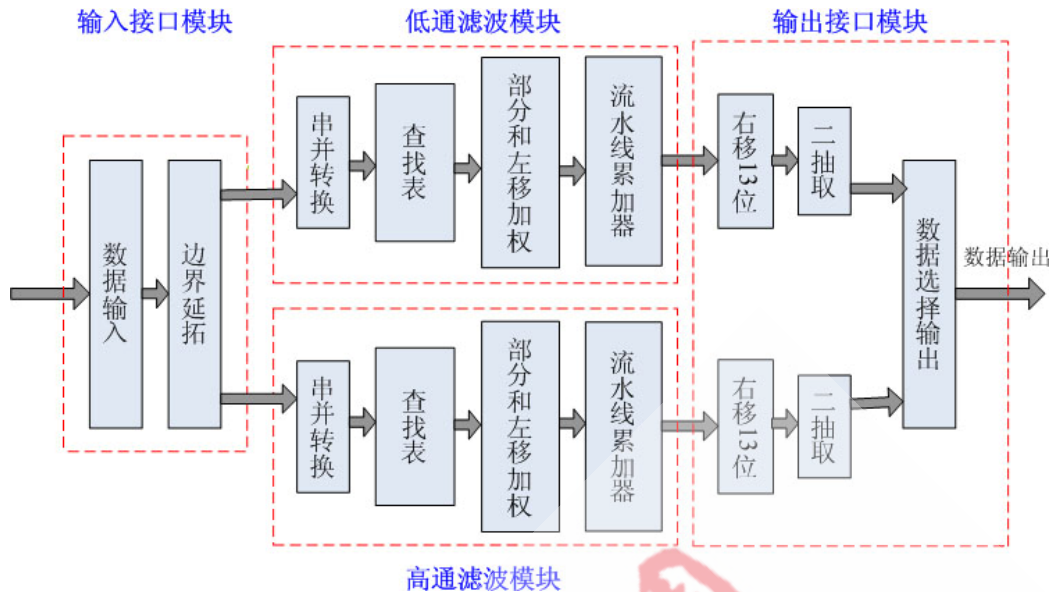 输入接口模块
低通滤波模块
输出接口模块
数据输入
边界延拓
串并转换
查找表
部分和左移加权
流水线累加器
右移13位
二抽取
数据选择输出
数据输出
串并转换
查找表
部分和左移加权
流水线累加器
右移13位
二抽取
高通滤波模块